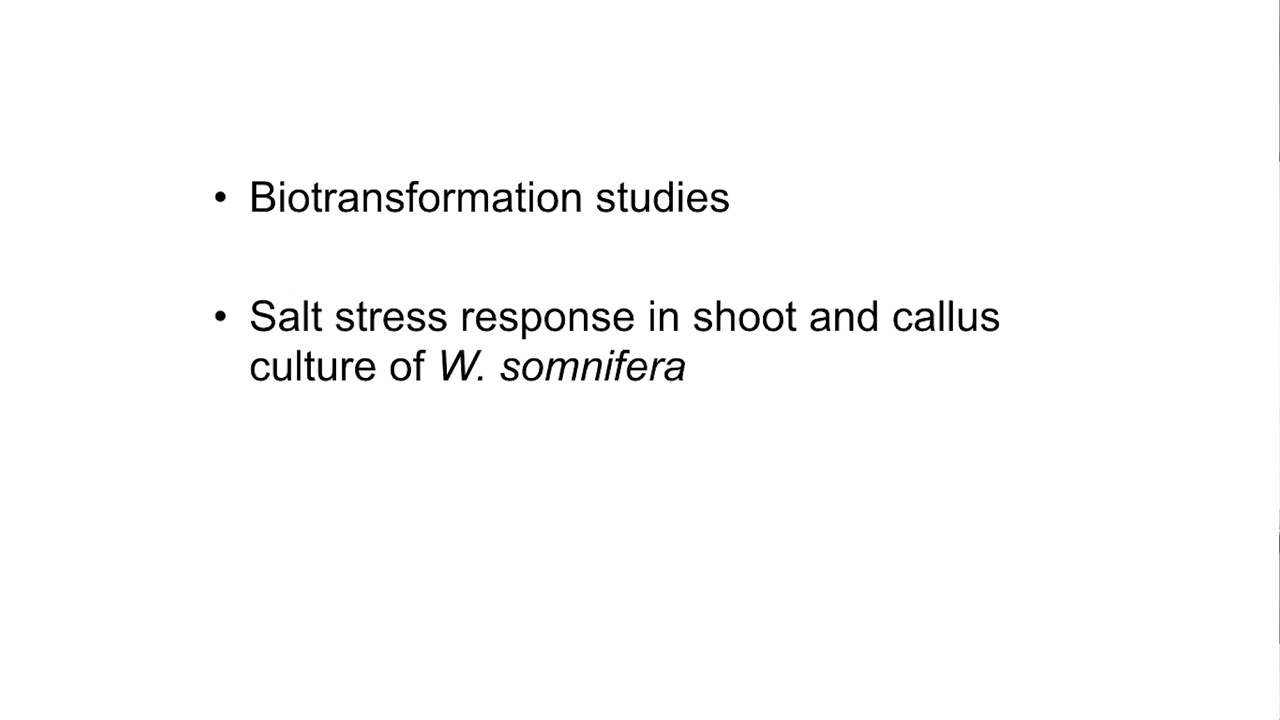 • Biotransformation studies
• Salt stress response in shoot and callus
culture of W. somnifera